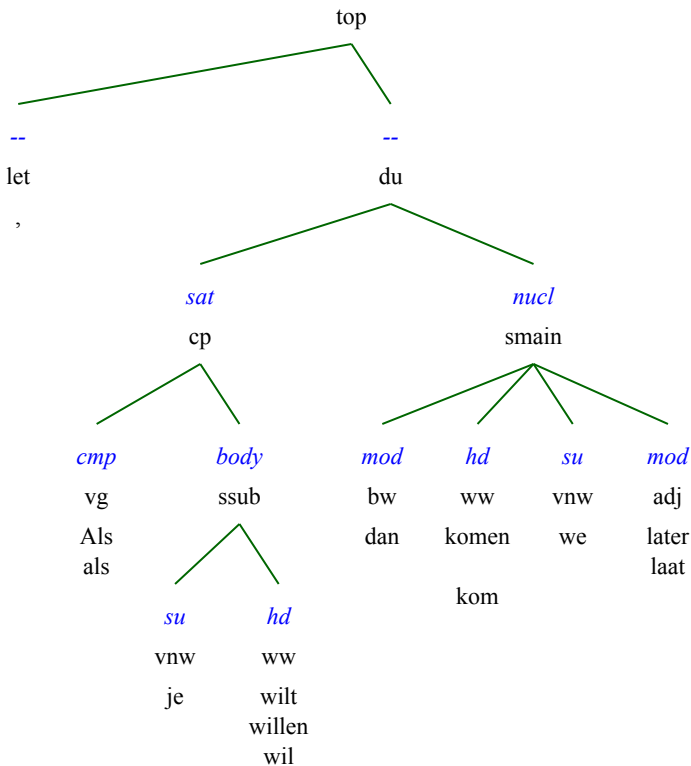 top
-- --
let du
,
sat nucl
cp smain
cmp body mod hd su mod
vg ssub bw ww vnw adj
Als dan komen we later
als laat
kom
su hd
vnw ww
je wilt
willen
wil